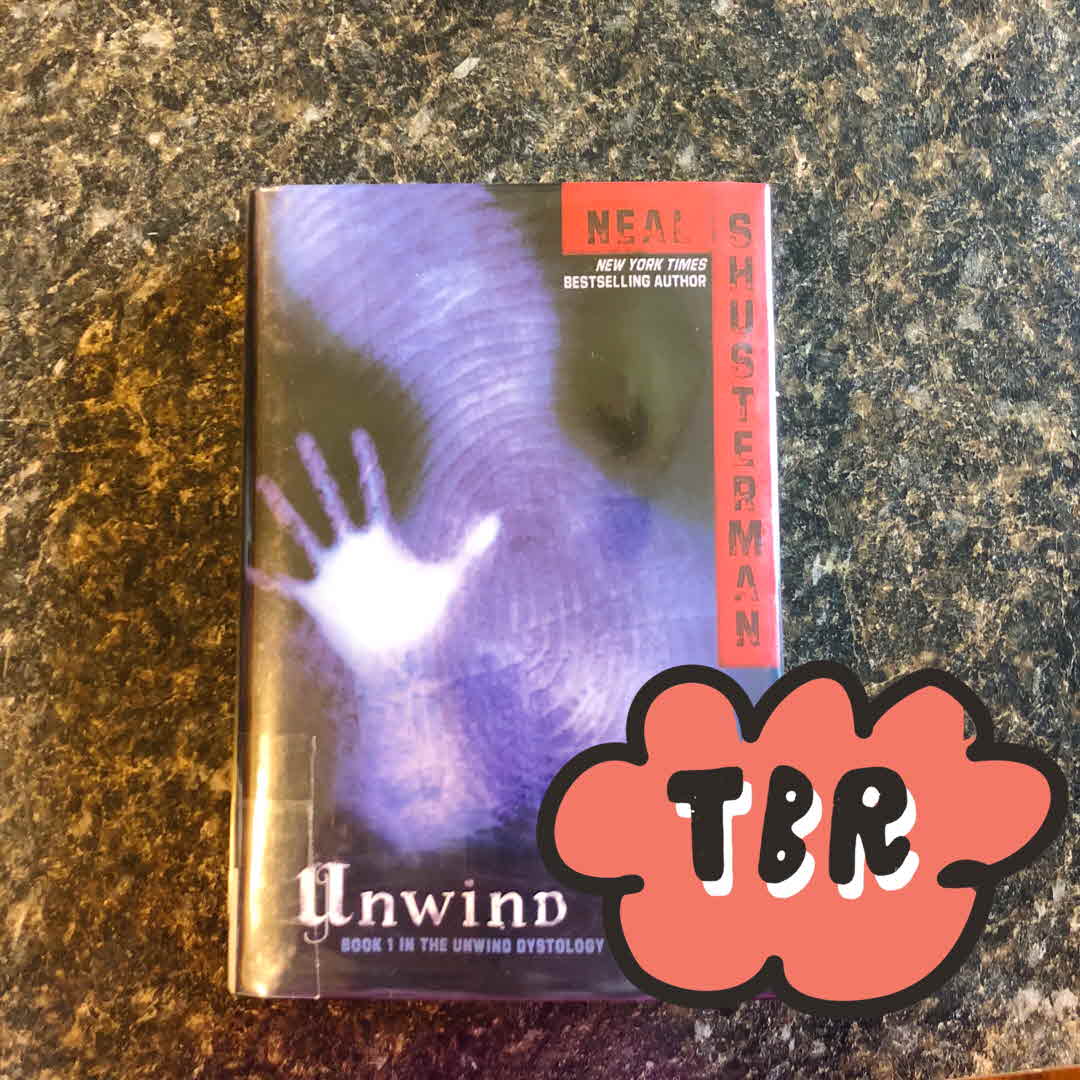 NEAL SHUSTERMAN
NEW YORK TIMES
BESTSELLING AUTHOR
Unwind
BOOK 1 IN THE UNWIND DYSTOLOGY
TBR